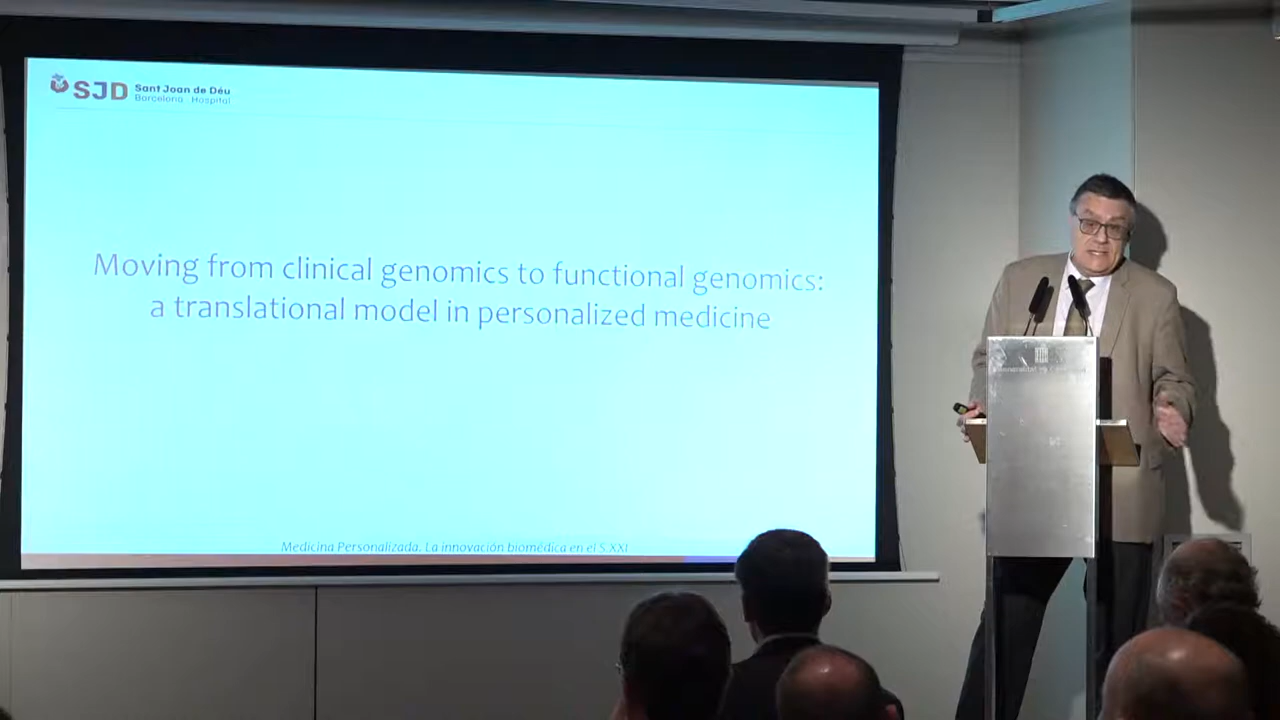 SJD
Sant Joan de Déu
Barcelona · Hospital
Moving from clinical genomics to functional genomics:
a translational model in personalized medicine
Medicina Personalizada. La innovación biomédica en el S.XXI